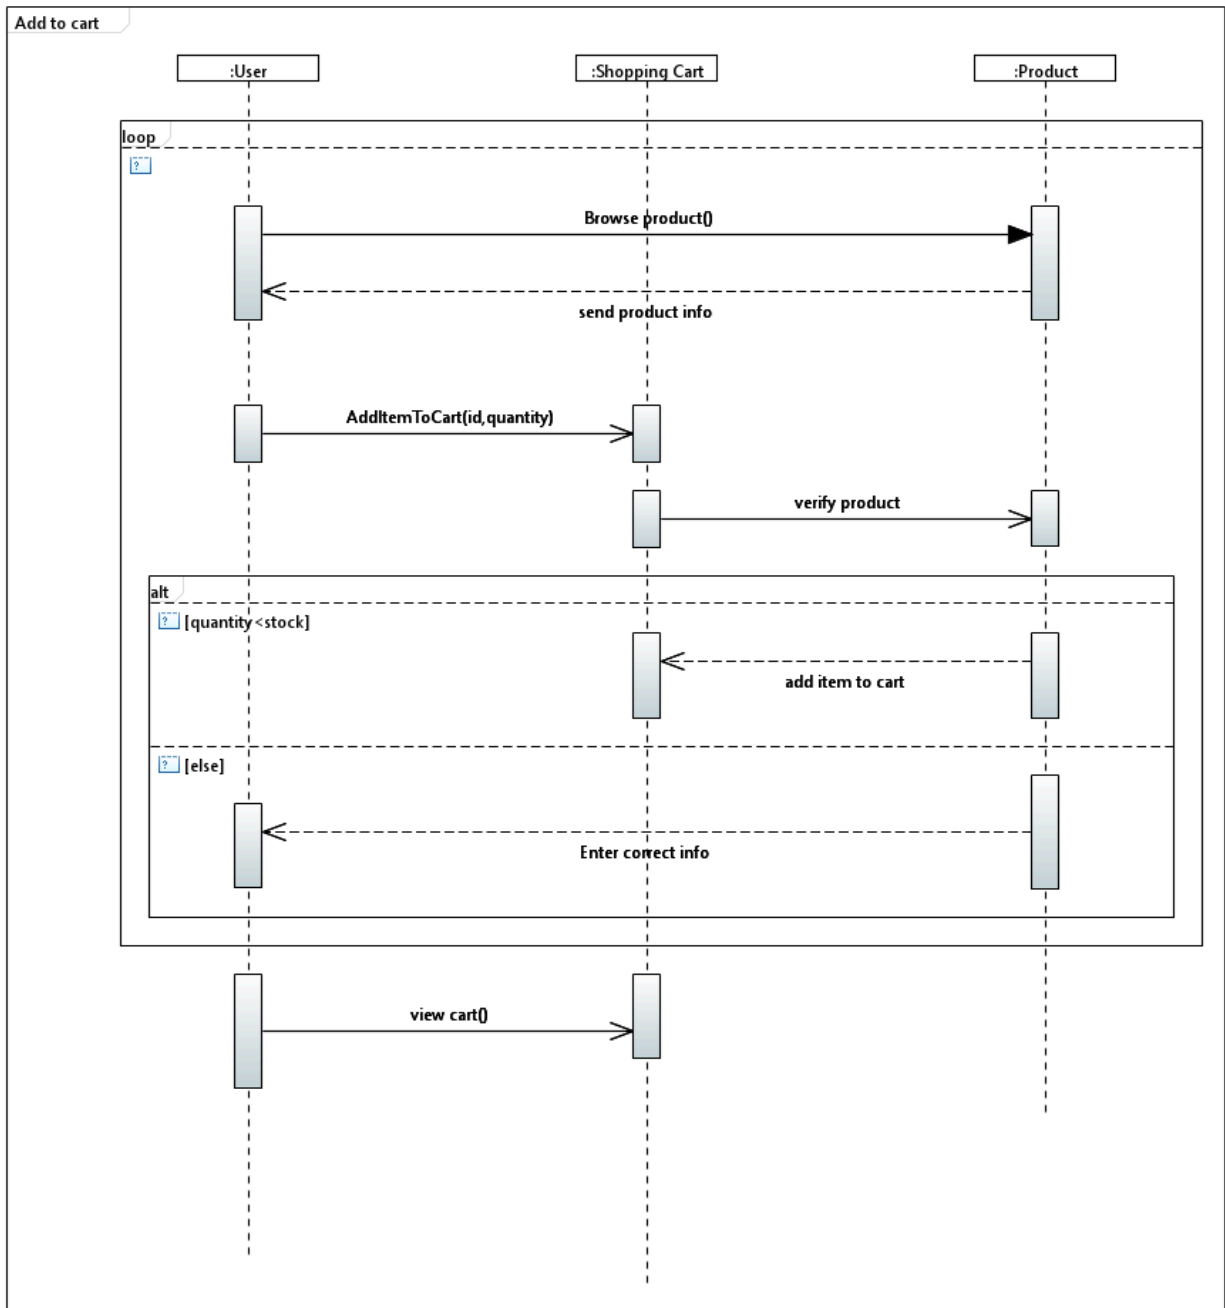 Add to cart
:User
:Shopping Cart
:Product
loop
?
Browse product()
send product info
AddItemToCart(id,quantity)
verify product
alt
? [quantity<stock]
add item to cart
? [else]
Enter correct info
view cart()